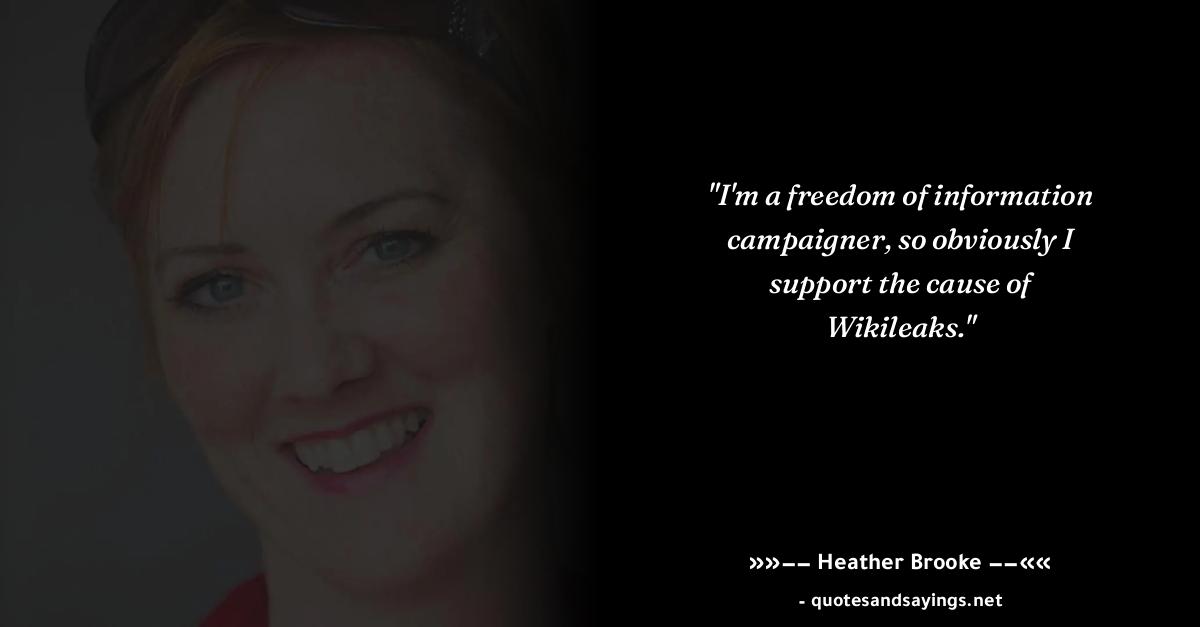 "I'm a freedom of information
campaigner, so obviously I
support the cause of
Wikileaks."
»»–– Heather Brooke ––««
- quotesandsayings.net